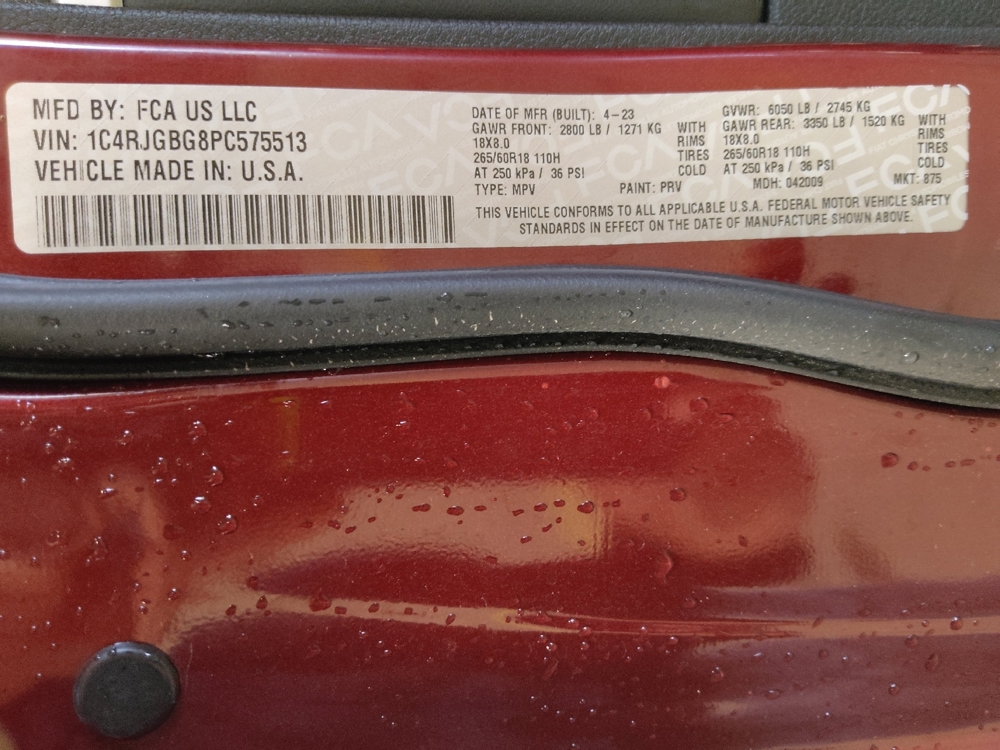 MFD BY: FCA US LLC
VIN: 1C4RJGBG8PC575513
VEHICLE MADE IN: U.S.A.
DATE OF MFR (BUILT): 4-23
GAWR FRONT: 2800 LB / 1271 KG WITH
18X8.0 RIMS
265/60R18 110H TIRES
AT 250 kPa / 36 PSI COLD
TYPE: MPV PAINT: PRV
GVWR: 6050 LB / 2745 KG
GAWR REAR: 3350 LB / 1520 KG WITH
18X8.0 RIMS
265/60R18 110H TIRES
AT 250 kPa / 36 PSI COLD
MDH: 042009 MKT: 875
THIS VEHICLE CONFORMS TO ALL APPLICABLE U.S.A. FEDERAL MOTOR VEHICLE SAFETY
STANDARDS IN EFFECT ON THE DATE OF MANUFACTURE SHOWN ABOVE.